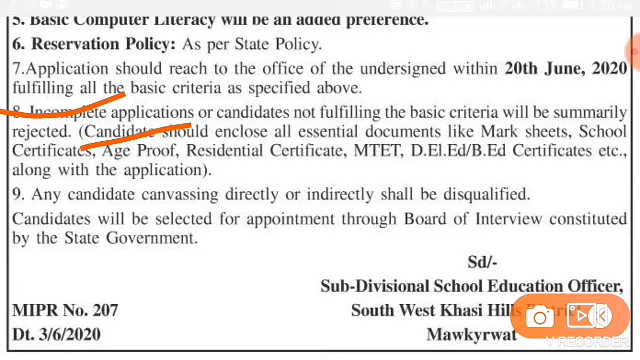 73% 3:36 PM
5. Basic Computer Literacy will be an added preference.
6. Reservation Policy: As per State Policy.
7.Application should reach to the office of the undersigned within 20th June, 2020
fulfilling all the basic criteria as specified above.
8. Incomplete applications or candidates not fulfilling the basic criteria will be summarily
rejected. (Candidate should enclose all essential documents like Mark sheets, School
Certificates, Age Proof, Residential Certificate, MTET, D.El.Ed/B.Ed Certificates etc.,
along with the application).
9. Any candidate canvassing directly or indirectly shall be disqualified.
Candidates will be selected for appointment through Board of Interview constituted
by the State Government.
Sd/-
Sub-Divisional School Education Officer,
MIPR No. 207 South West Khasi Hills
Dt. 3/6/2020 Mawkyrwat
V RECORDER